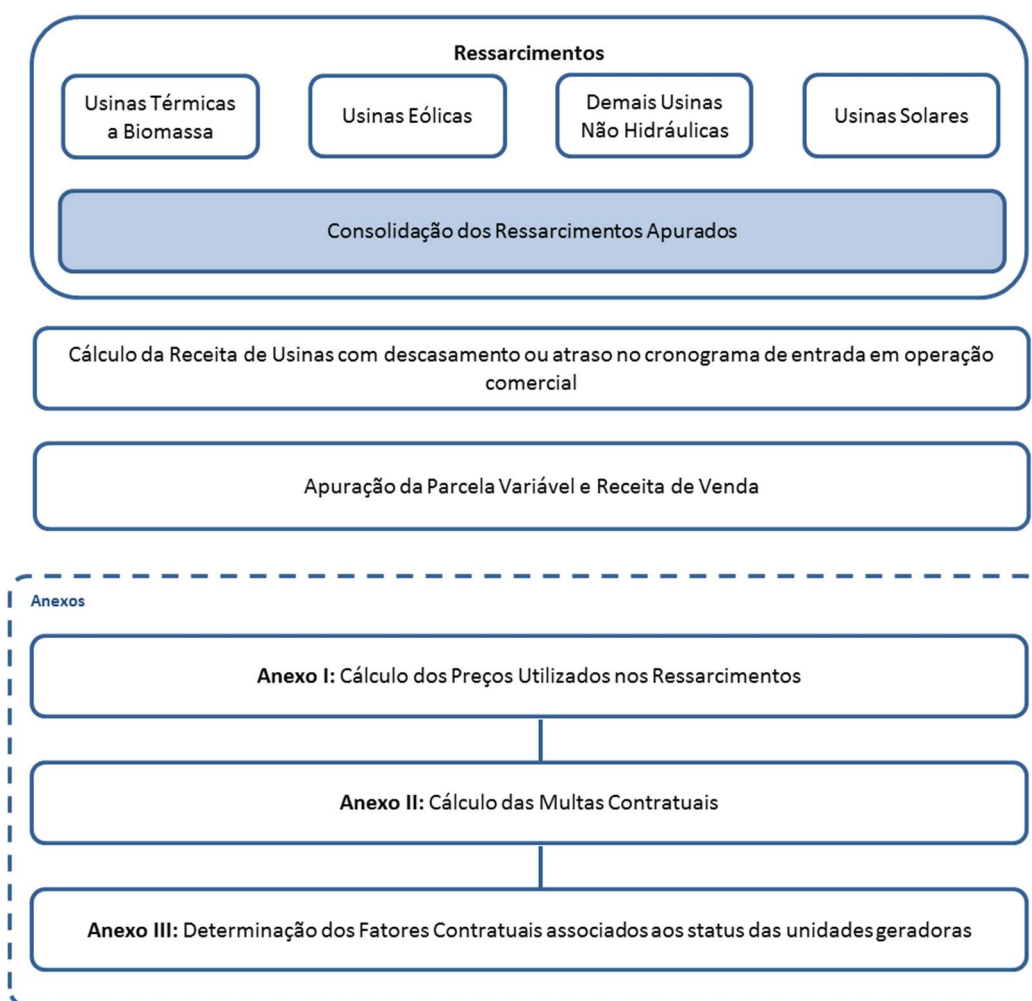 Ressarcimentos
Usinas Térmicas
a Biomassa
Usinas Eólicas
Demais Usinas
Não Hidráulicas
Usinas Solares
Consolidação dos Ressarcimentos Apurados
Cálculo da Receita de Usinas com descasamento ou atraso no cronograma de entrada em operação
comercial
Apuração da Parcela Variável e Receita de Venda
Anexos
Anexo I: Cálculo dos Preços Utilizados nos Ressarcimentos
Anexo II: Cálculo das Multas Contratuais
Anexo III: Determinação dos Fatores Contratuais associados aos status das unidades geradoras